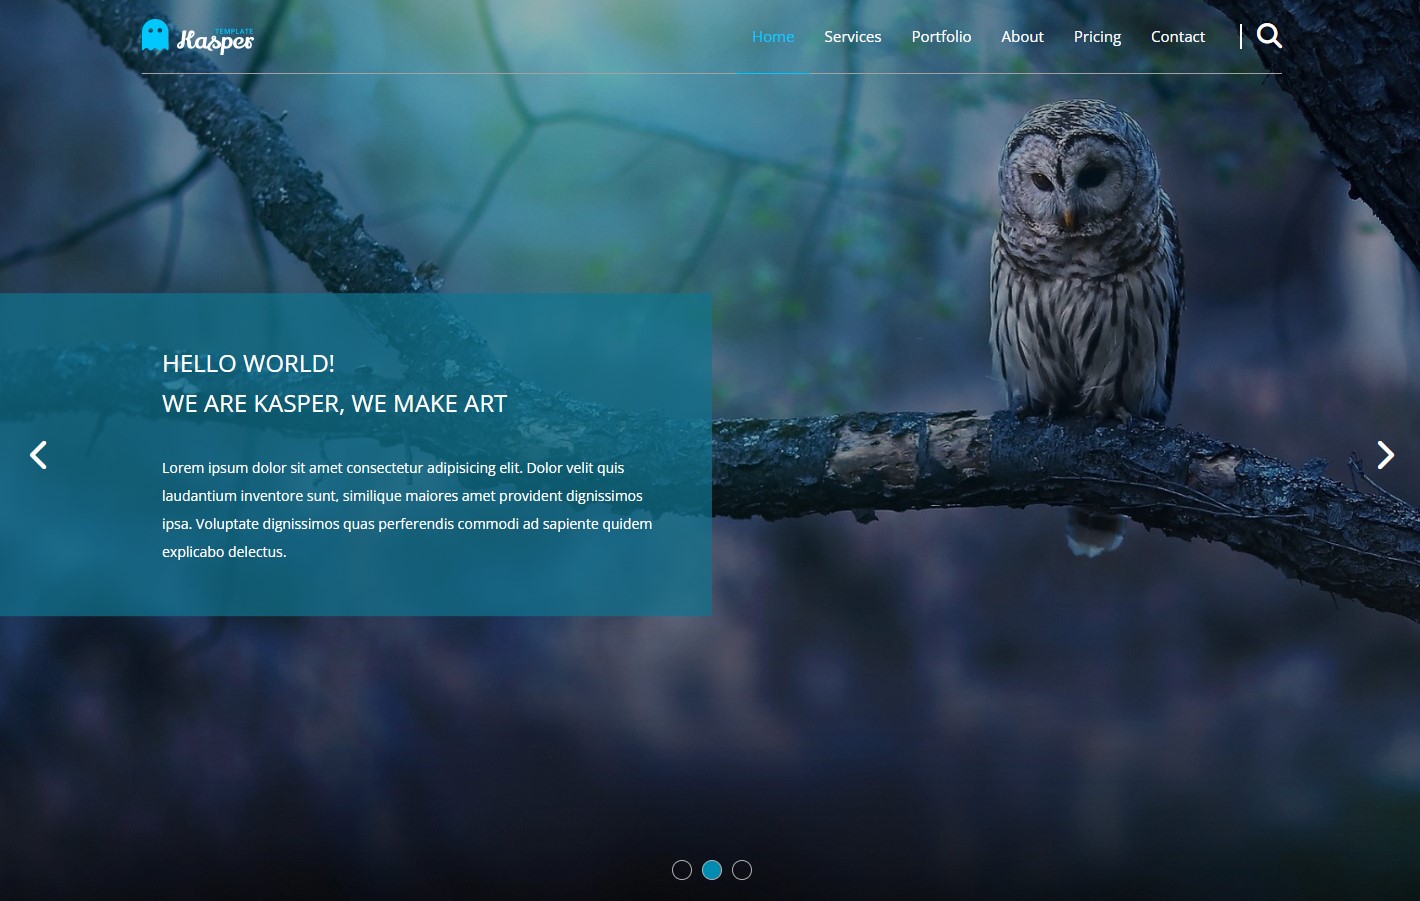 TEMPLATE
Kasper
Home Services Portfolio About Pricing Contact
HELLO WORLD!
WE ARE KASPER, WE MAKE ART
Lorem ipsum dolor sit amet consectetur adipisicing elit. Dolor velit quis
laudantium inventore sunt, similique maiores amet provident dignissimos
ipsa. Voluptate dignissimos quas perferendis commodi ad sapiente quidem
explicabo delectus.